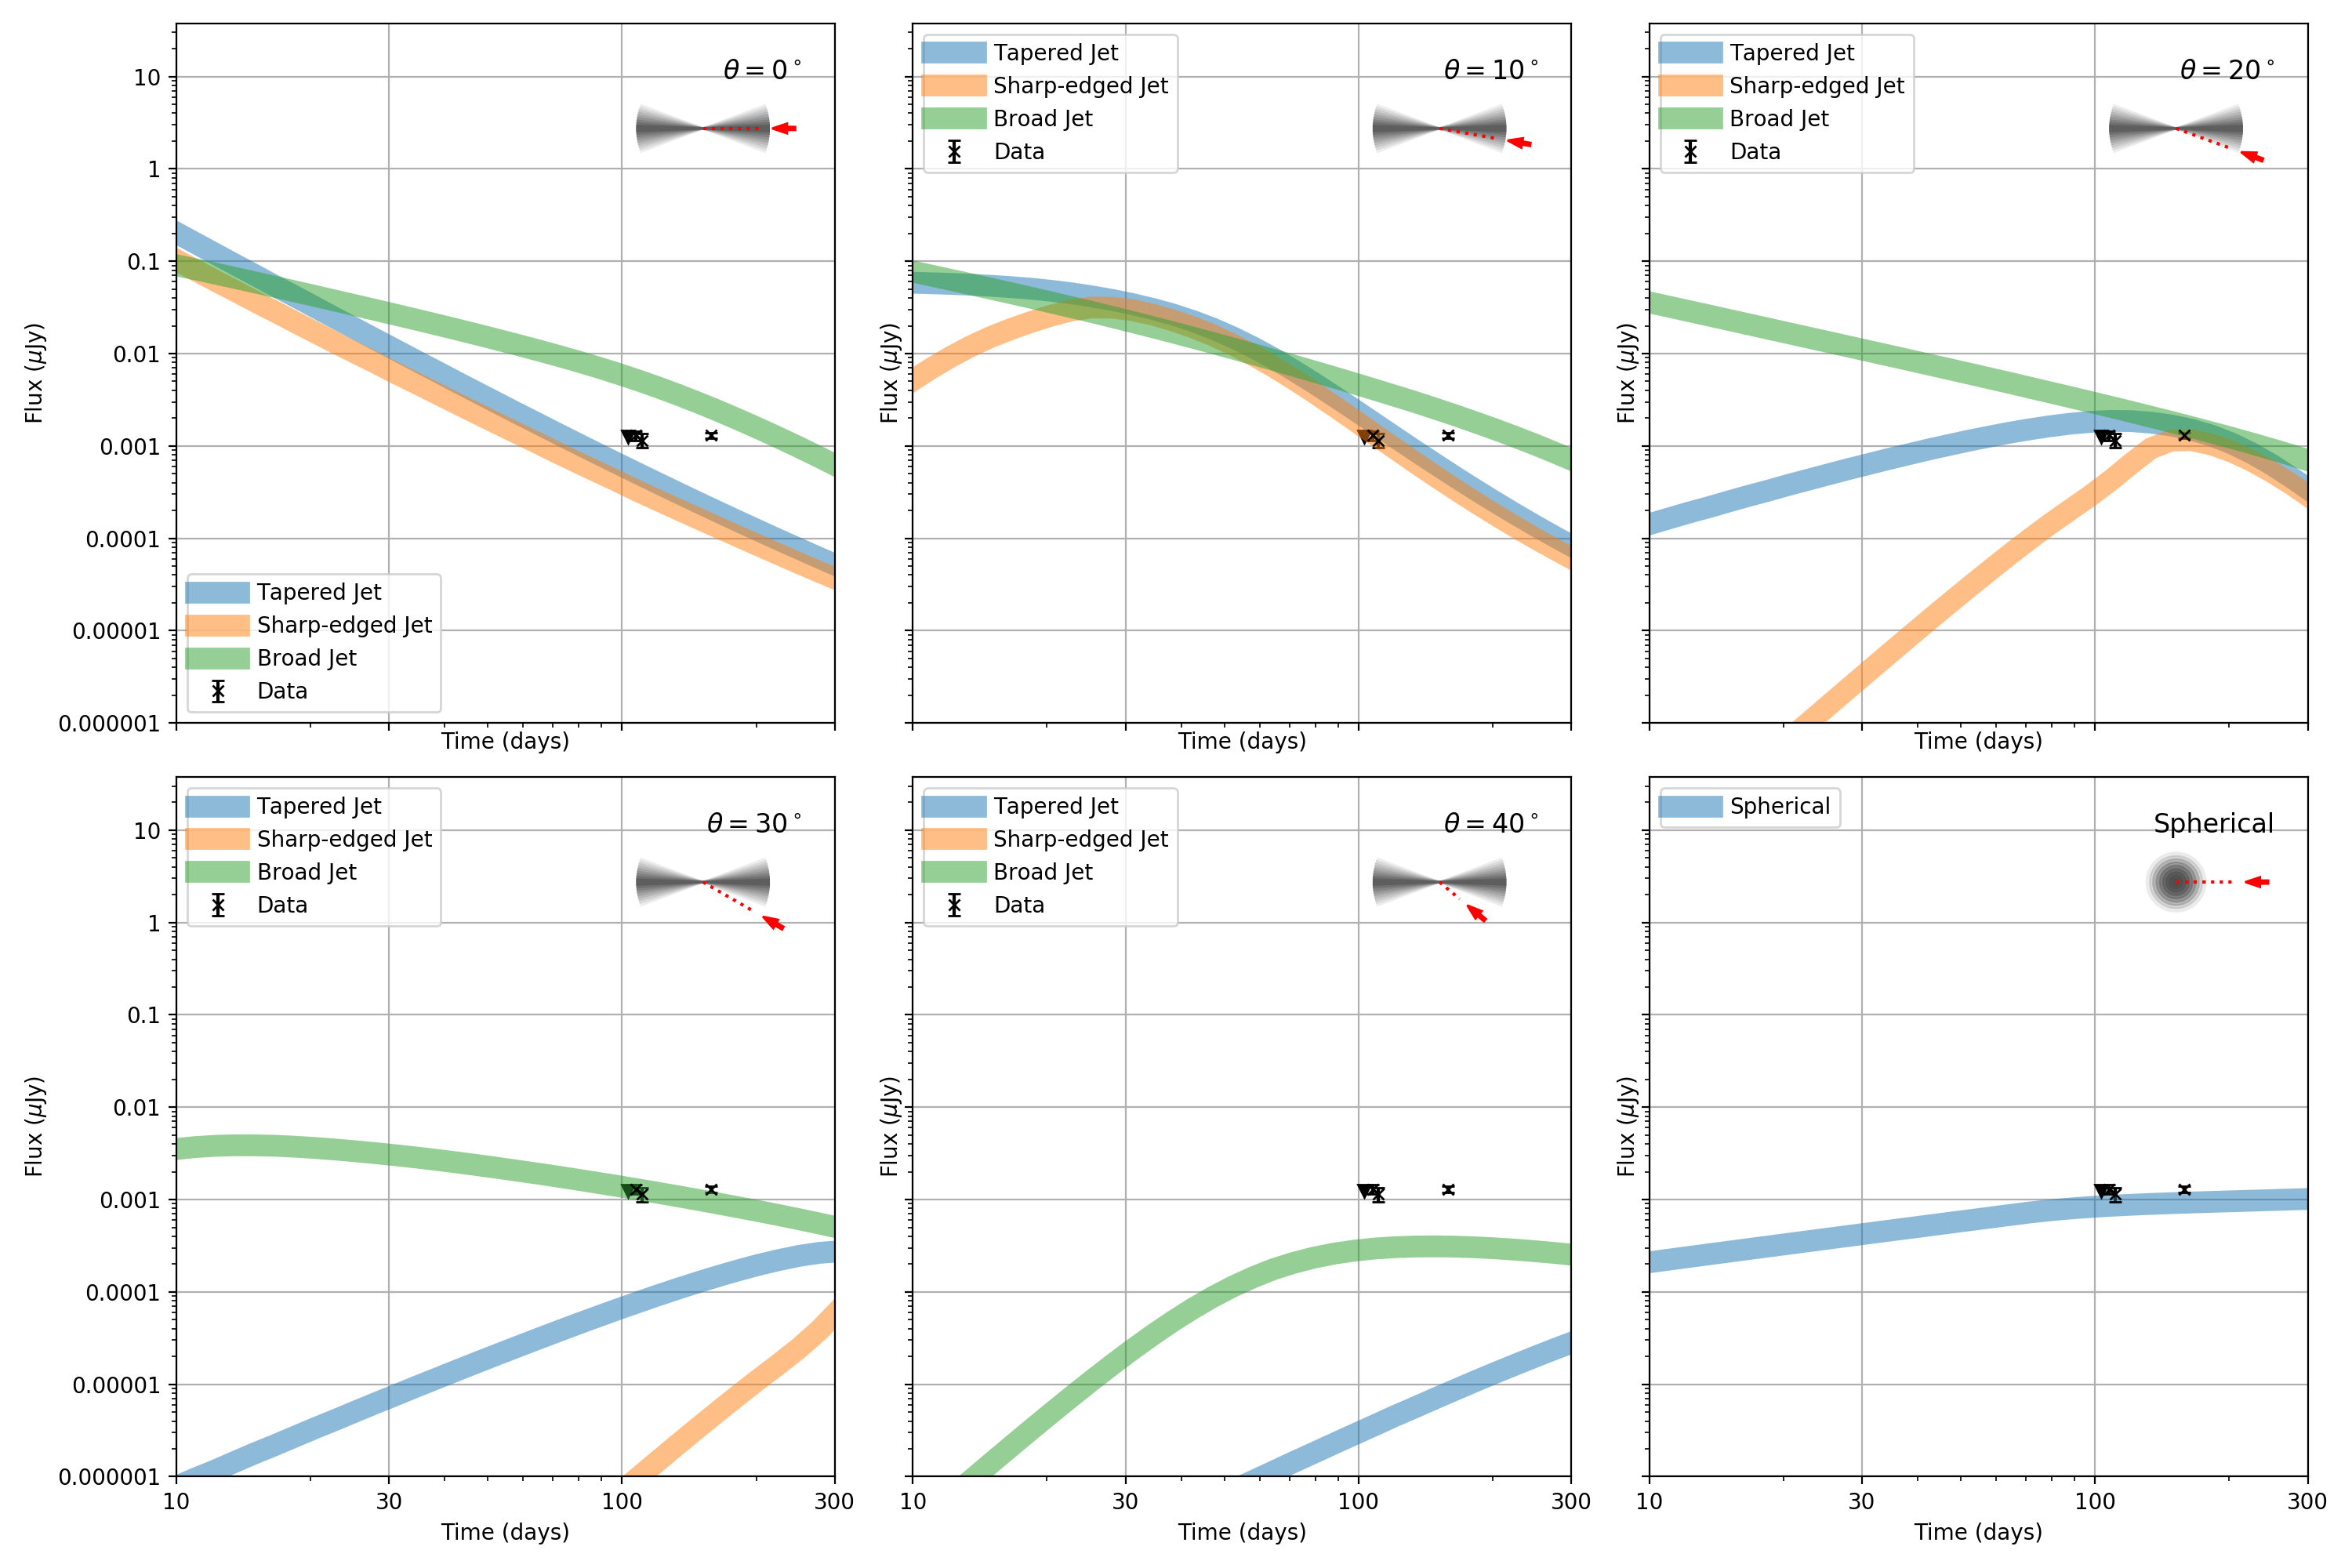 Flux (μJy)
10
1
0.1
0.01
0.001
0.0001
0.00001
0.000001
θ = 0°
Tapered Jet
Sharp-edged Jet
Broad Jet
Data
Time (days)
Flux (μJy)
Tapered Jet
Sharp-edged Jet
Broad Jet
Data
θ = 10°
Time (days)
Flux (μJy)
Tapered Jet
Sharp-edged Jet
Broad Jet
Data
θ = 20°
Time (days)
Flux (μJy)
10
1
0.1
0.01
0.001
0.0001
0.00001
0.000001
Tapered Jet
Sharp-edged Jet
Broad Jet
Data
θ = 30°
10 30 100 300
Time (days)
Flux (μJy)
Tapered Jet
Sharp-edged Jet
Broad Jet
Data
θ = 40°
10 30 100 300
Time (days)
Flux (μJy)
Spherical
Spherical
10 30 100 300
Time (days)